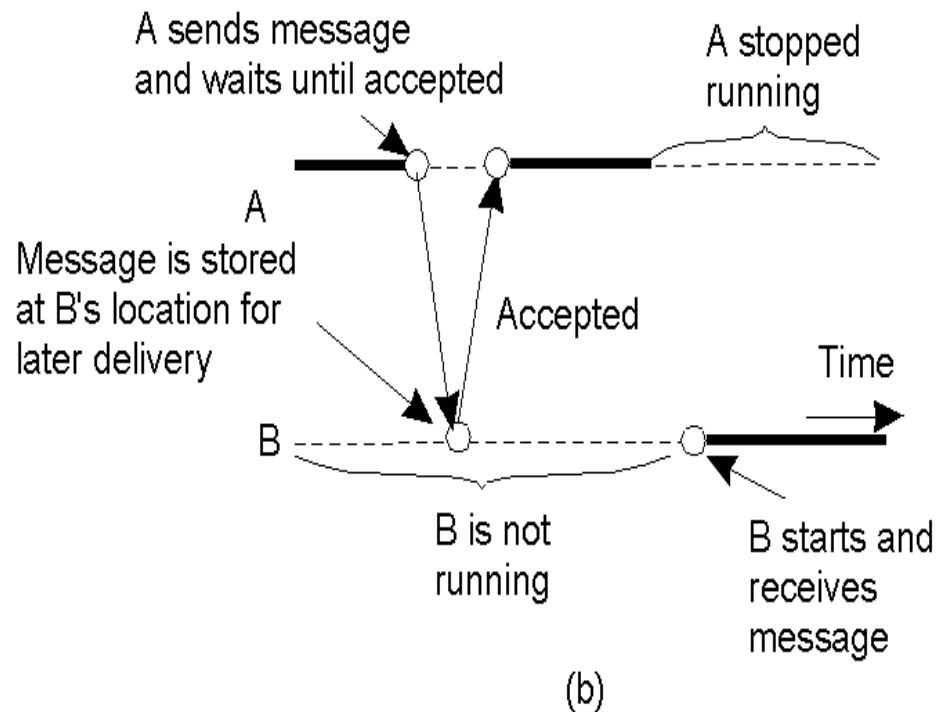 A sends message
and waits until accepted
A stopped
running
A
Message is stored
at B's location for
later delivery
Accepted
Time
B
B is not
running
B starts and
receives
message
(b)